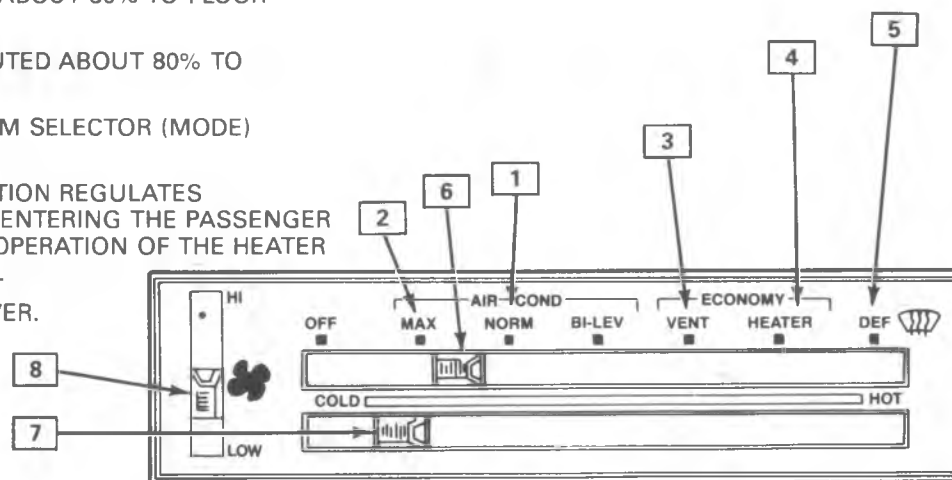 ABOUT 80% TO FLOOR
UTED ABOUT 80% TO
M SELECTOR (MODE)
TION REGULATES
ENTERING THE PASSENGER
OPERATION OF THE HEATER
VER.
5
4
3
1
6
2
HI
AIR COND
ECONOMY
OFF
MAX
NORM
BI-LEV
VENT
HEATER
DEF
8
COLD
HOT
7
LOW